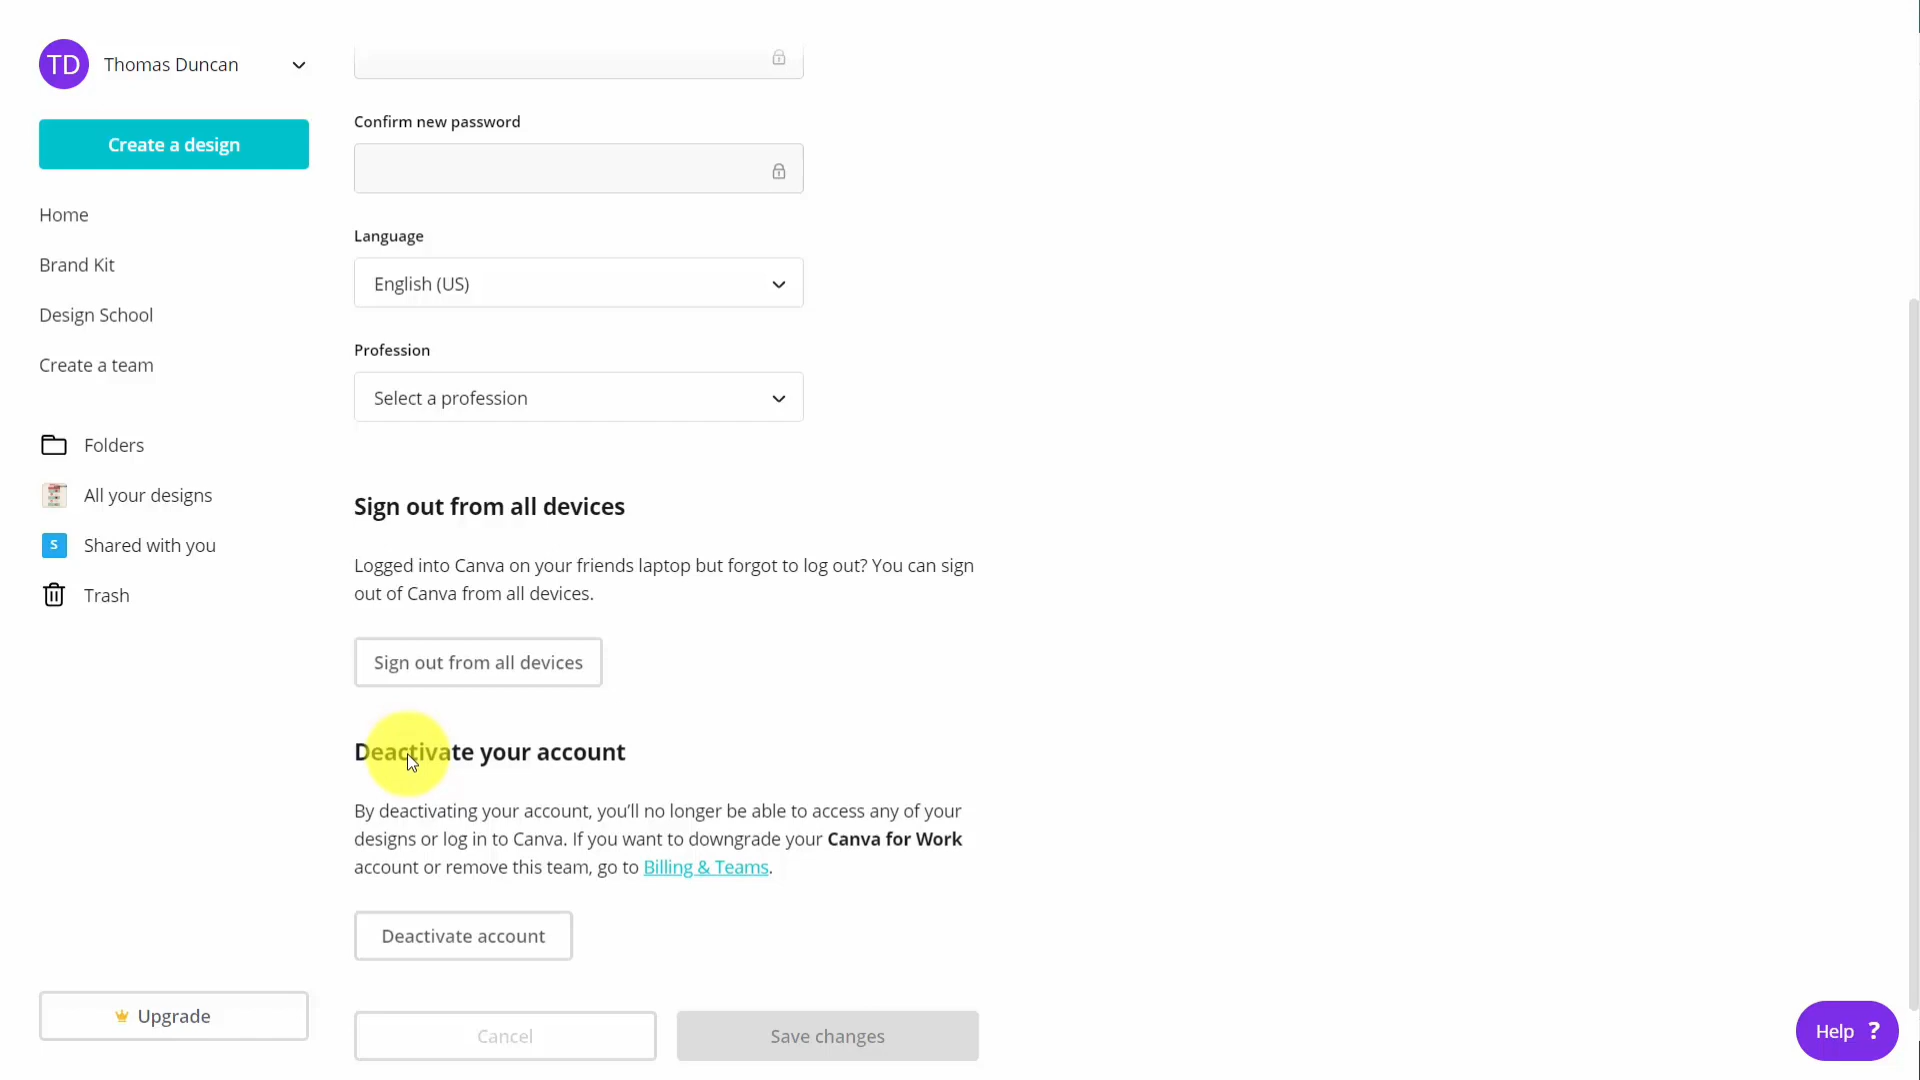 TD
Thomas Duncan
Create a design
Home
Brand Kit
Design School
Create a team
Folders
All your designs
S
Shared with you
Trash
Upgrade
Confirm new password
Language
English (US)
Profession
Select a profession
Sign out from all devices
Logged into Canva on your friends laptop but forgot to log out? You can sign
out of Canva from all devices.
Sign out from all devices
Deactivate your account
By deactivating your account, you’ll no longer be able to access any of your
designs or log in to Canva. If you want to downgrade your Canva for Work
account or remove this team, go to Billing & Teams.
Deactivate account
Cancel
Save changes
Help ?